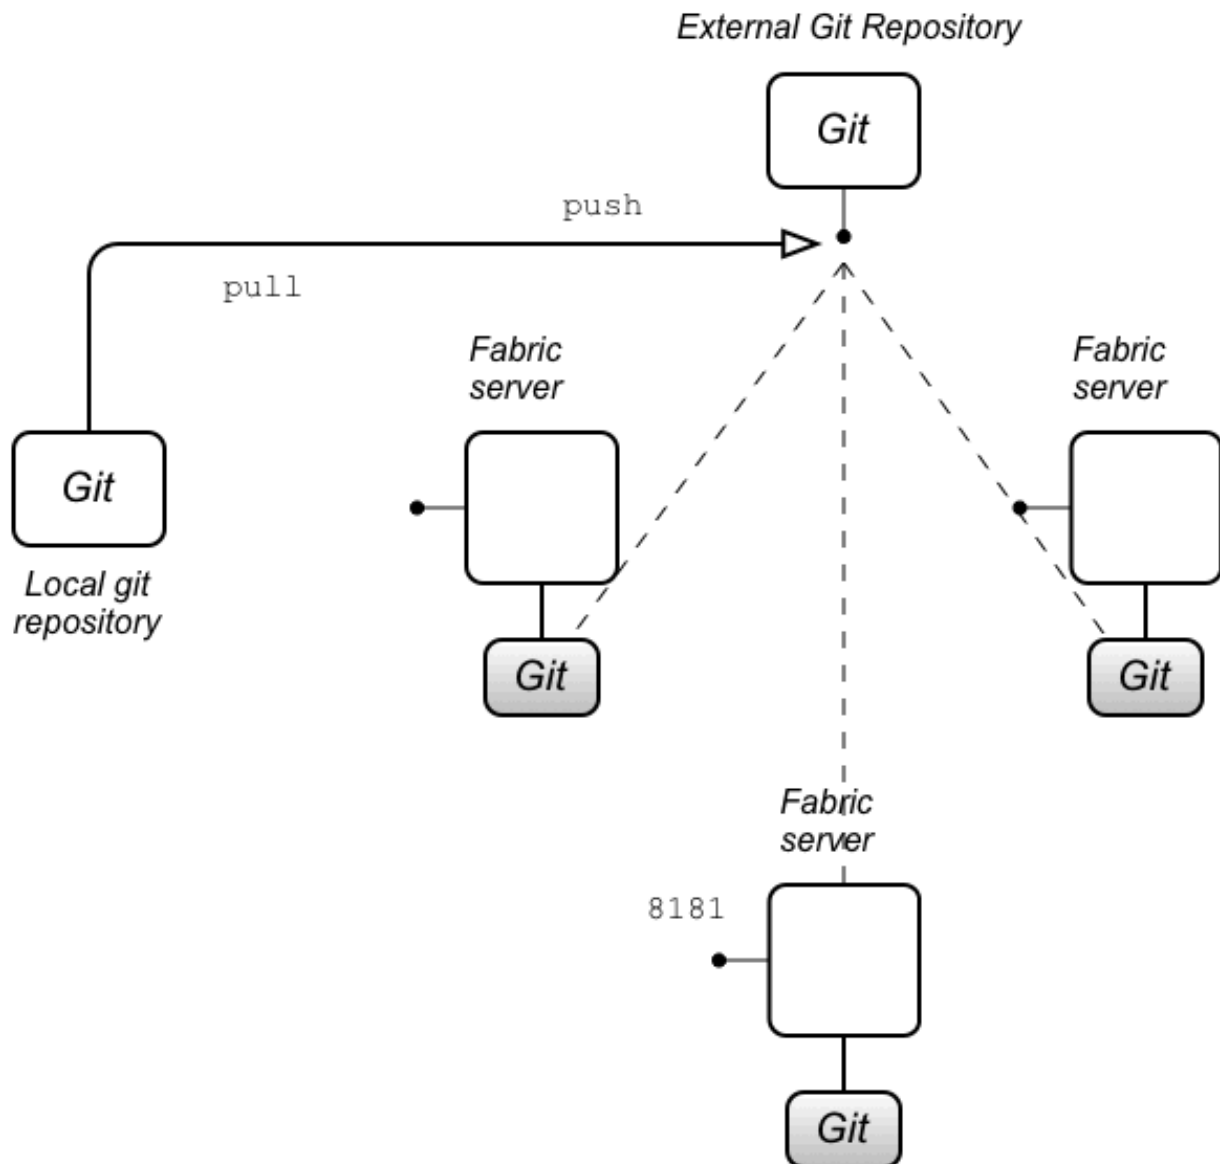 External Git Repository
Git
push
pull
Fabric
server
Fabric
server
Git
Local git
repository
Git
Git
Fabric
server
8181
Git